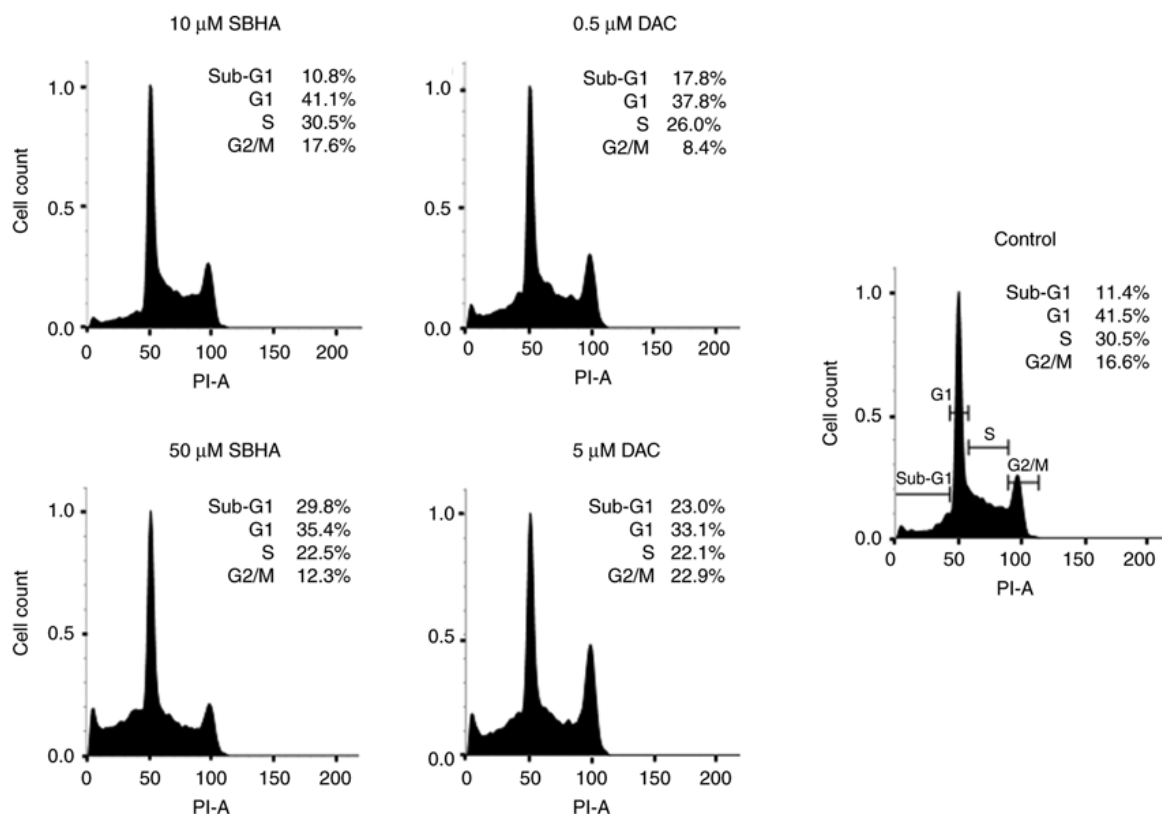 10 μM SBHA
Sub-G1 10.8%
G1 41.1%
S 30.5%
G2/M 17.6%
Cell count
1.0
0.5
0.0
0 50 100 150 200
PI-A
0.5 μM DAC
Sub-G1 17.8%
G1 37.8%
S 26.0%
G2/M 8.4%
Cell count
1.0
0.5
0.0
0 50 100 150 200
PI-A
50 μM SBHA
Sub-G1 29.8%
G1 35.4%
S 22.5%
G2/M 12.3%
Cell count
1.0
0.5
0.0
0 50 100 150 200
PI-A
5 μM DAC
Sub-G1 23.0%
G1 33.1%
S 22.1%
G2/M 22.9%
Cell count
1.0
0.5
0.0
0 50 100 150 200
PI-A
Control
Sub-G1 11.4%
G1 41.5%
S 30.5%
G2/M 16.6%
Cell count
1.0
0.5
0.0
G1
S
G2/M
Sub-G1
0 50 100 150 200
PI-A